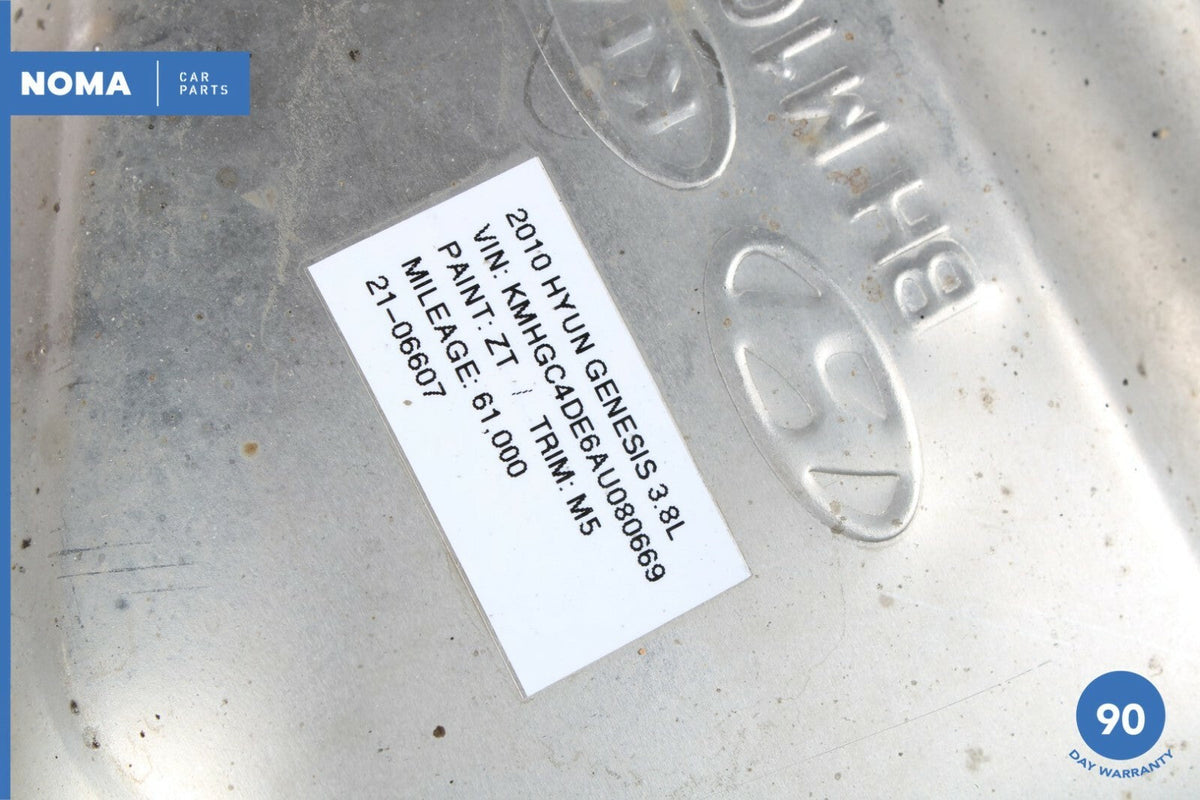 NOMA
CAR
PARTS
2010 HYUN GENESIS 3.8L
VIN: KMHGC4DE6AU080669
PAINT: ZT / TRIM: M5
MILEAGE: 61,000
21-06607
90
DAY WARRANTY